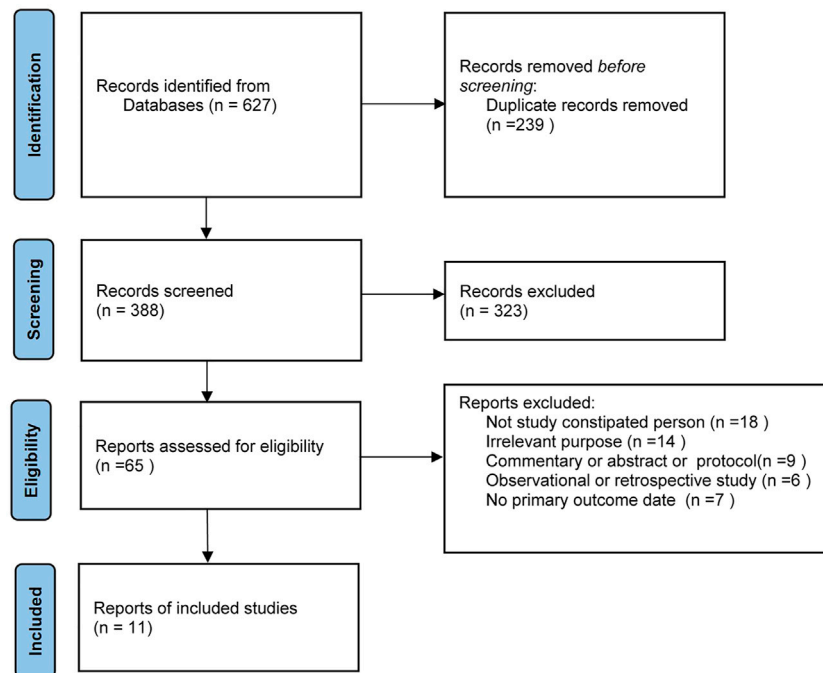 Identification
Records identified from
Databases (n = 627)
Records removed before
screening:
Duplicate records removed
(n =239 )
Screening
Records screened
(n = 388)
Records excluded
(n = 323)
Eligibility
Reports assessed for eligibility
(n =65 )
Reports excluded:
Not study constipated person (n =18 )
Irrelevant purpose (n =14 )
Commentary or abstract or protocol(n =9 )
Observational or retrospective study (n =6 )
No primary outcome date (n =7 )
Included
Reports of included studies
(n = 11)